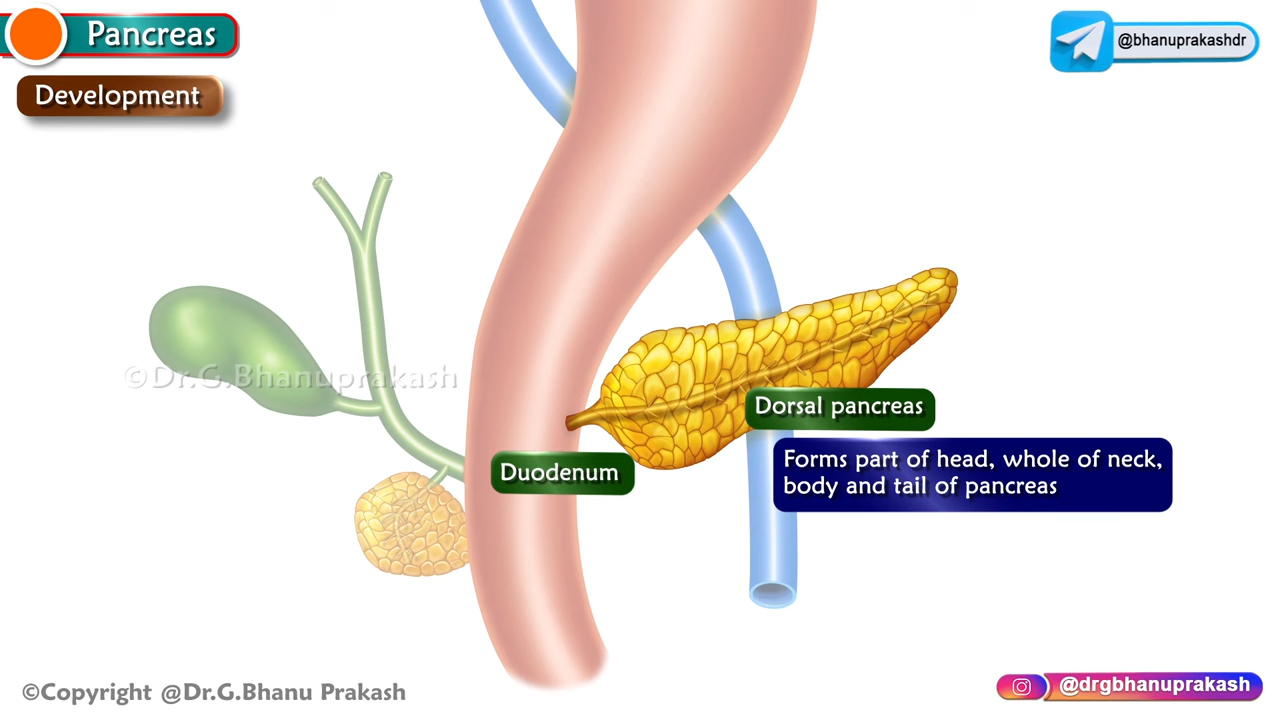 Pancreas
@bhanuprakashdr
Development
©Dr.G.Bhanuprakash
Dorsal pancreas
Duodenum
Forms part of head, whole of neck,
body and tail of pancreas
©Copyright @Dr.G.Bhanu Prakash
@drgbhanuprakash